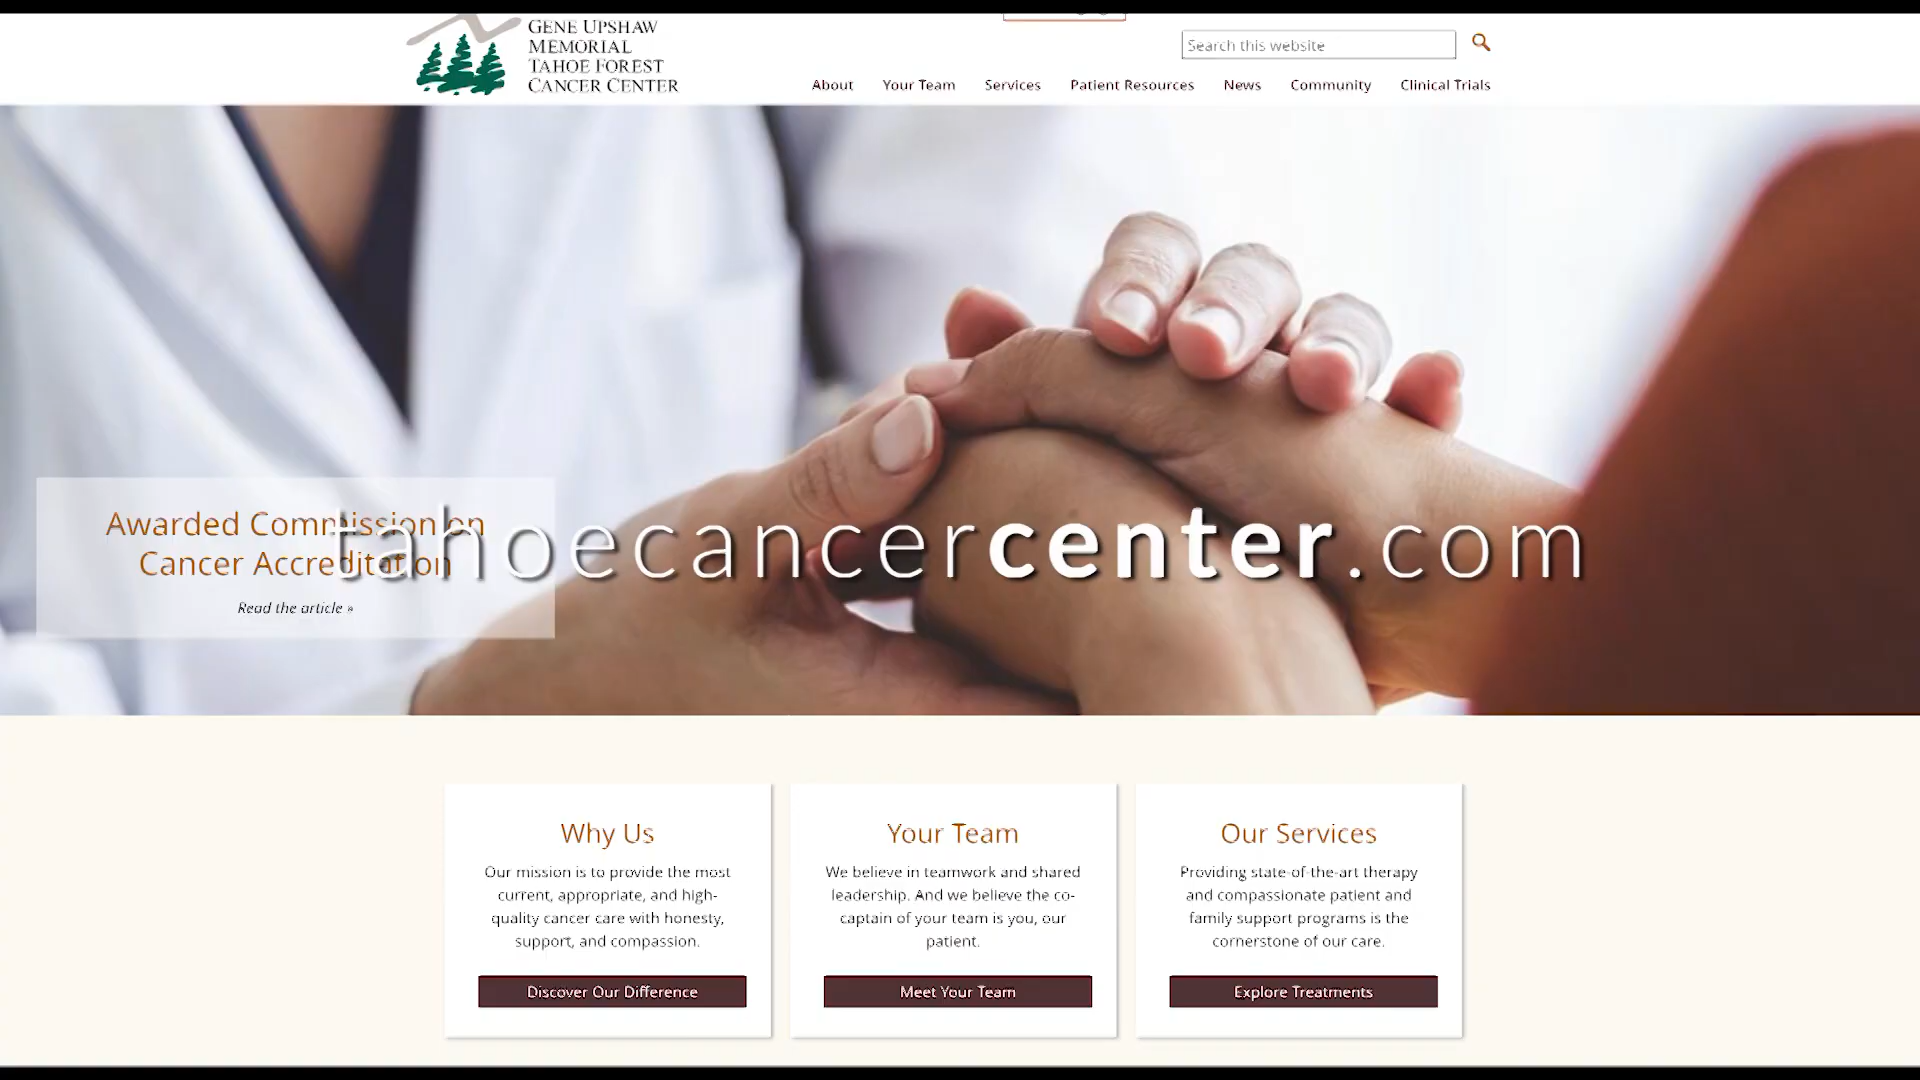 GENE UPSHAW
MEMORIAL
TAHOE FOREST
CANCER CENTER
Search this website
About Your Team Services Patient Resources News Community Clinical Trials
Awarded Commission on
Cancer Accreditation
Read the article »
tahoecancercenter.com
Why Us
Our mission is to provide the most
current, appropriate, and high-
quality cancer care with honesty,
support, and compassion.
Discover Our Difference
Your Team
We believe in teamwork and shared
leadership. And we believe the co-
captain of your team is you, our
patient.
Meet Your Team
Our Services
Providing state-of-the-art therapy
and compassionate patient and
family support programs is the
cornerstone of our care.
Explore Treatments